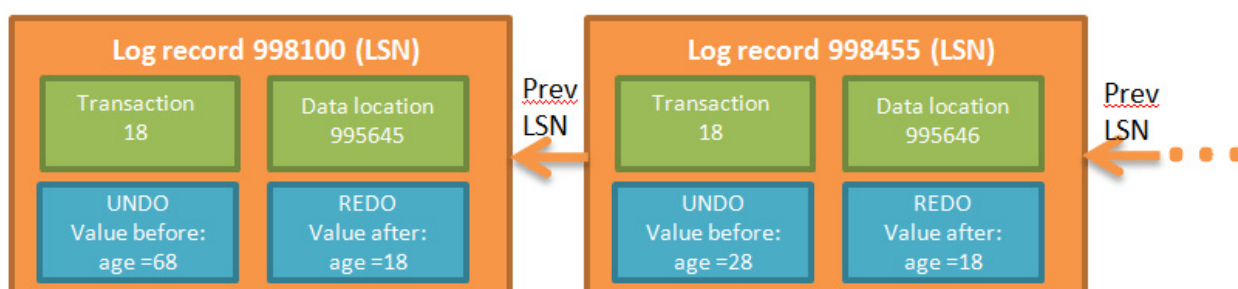 Log record 998100 (LSN)
Transaction
18
Data location
995645
UNDO
Value before:
age =68
REDO
Value after:
age =18
Prev
LSN
Log record 998455 (LSN)
Transaction
18
Data location
995646
UNDO
Value before:
age =28
REDO
Value after:
age =18
Prev
LSN